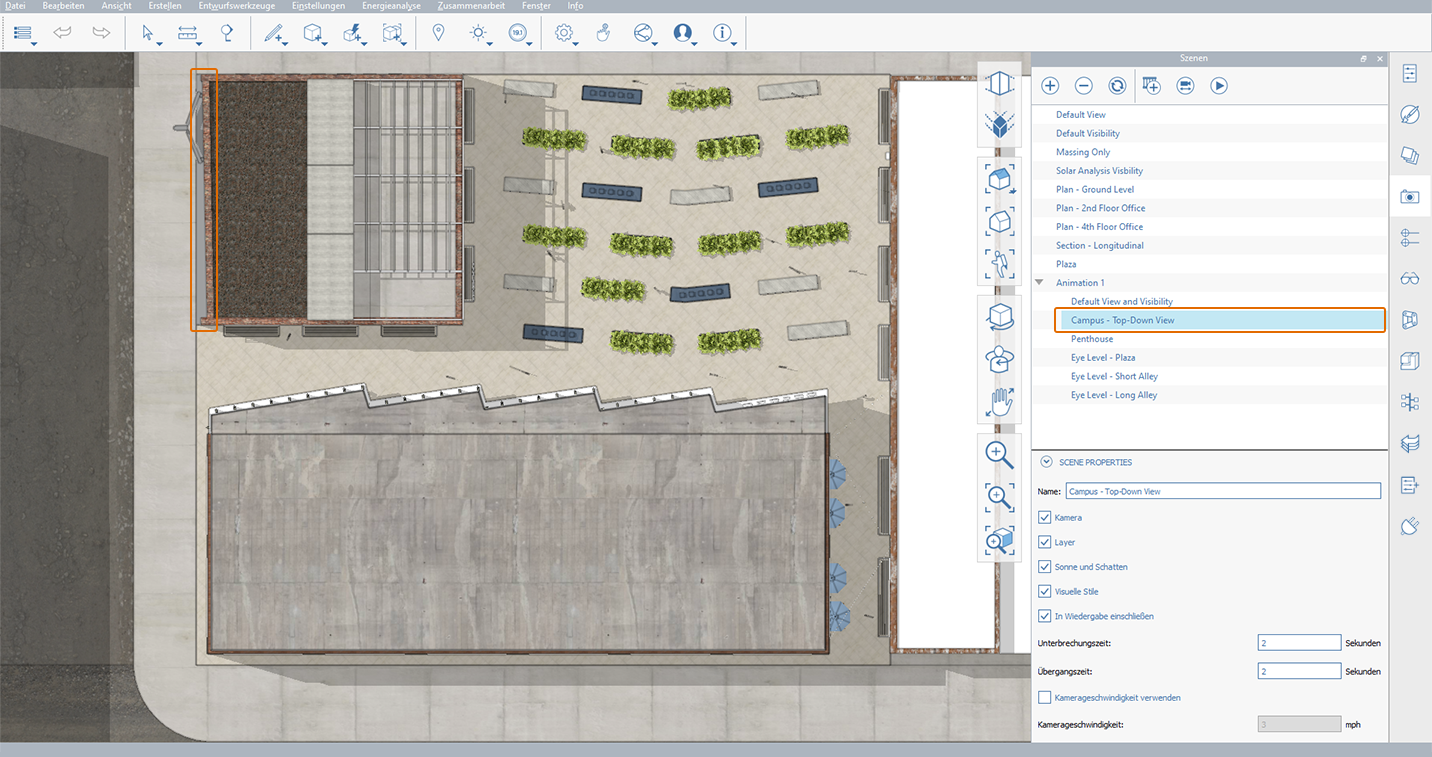 Datei Bearbeiten Ansicht Erstellen Entwurfswerkzeuge Einstellungen Energieanalyse Zusammenarbeit Fenster Info
19.1
Szenen
Default View
Default Visibility
Massing Only
Solar Analysis Visbility
Plan - Ground Level
Plan - 2nd Floor Office
Plan - 4th Floor Office
Section - Longitudinal
Plaza
Animation 1
Default View and Visibility
Campus - Top-Down View
Penthouse
Eye Level - Plaza
Eye Level - Short Alley
Eye Level - Long Alley
SCENE PROPERTIES
Name: Campus - Top-Down View
Kamera
Layer
Sonne und Schatten
Visuelle Stile
In Wiedergabe einschließen
Unterbrechungszeit: 2 Sekunden
Übergangszeit: 2 Sekunden
Kamerageschwindigkeit verwenden
Kamerageschwindigkeit: 3 mph